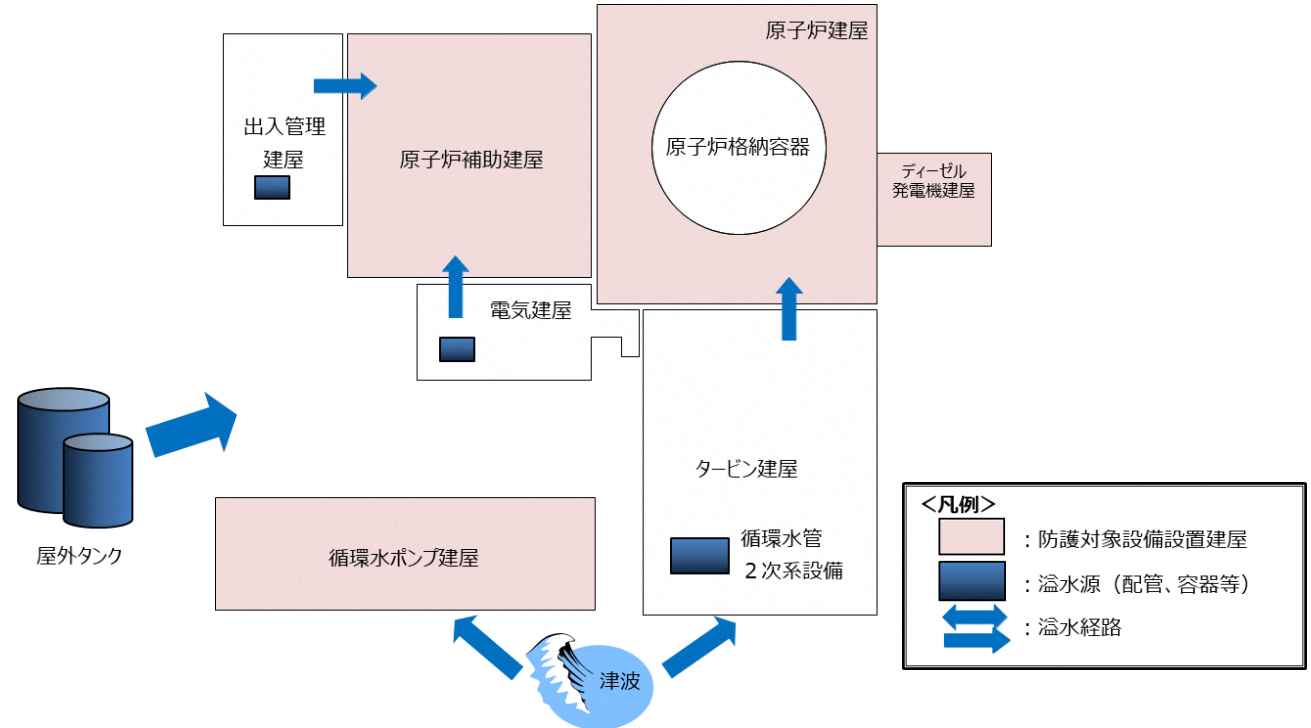 原子炉建屋
出入管理
建屋
原子炉補助建屋
原子炉格納容器
ディーゼル
発電機建屋
電気建屋
タービン建屋
屋外タンク
循環水ポンプ建屋
循環水管
２次系設備
津波
＜凡例＞
：防護対象設備設置建屋
：溢水源（配管、容器等）
：溢水経路